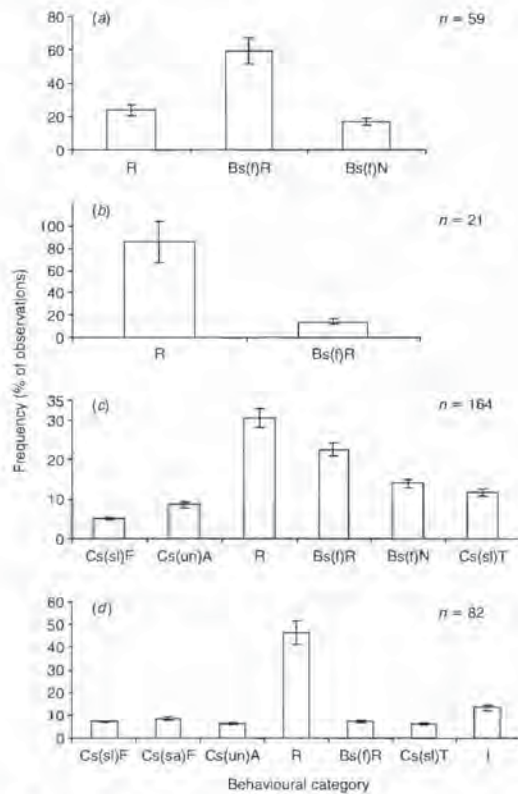 (a) n = 59
80
60
40
20
0
R Bs(f)R Bs(f)N
(b) n = 21
100
80
60
40
20
0
R Bs(f)R
(c) n = 164
35
30
20
10
0
Cs(sl)F Cs(un)A R Bs(f)R Bs(f)N Cs(sl)T
(d) n = 82
60
50
40
30
20
10
0
Cs(sl)F Cs(sa)F Cs(un)A R Bs(f)R Cs(sl)T I
Frequency (% of observations)
Behavioural category